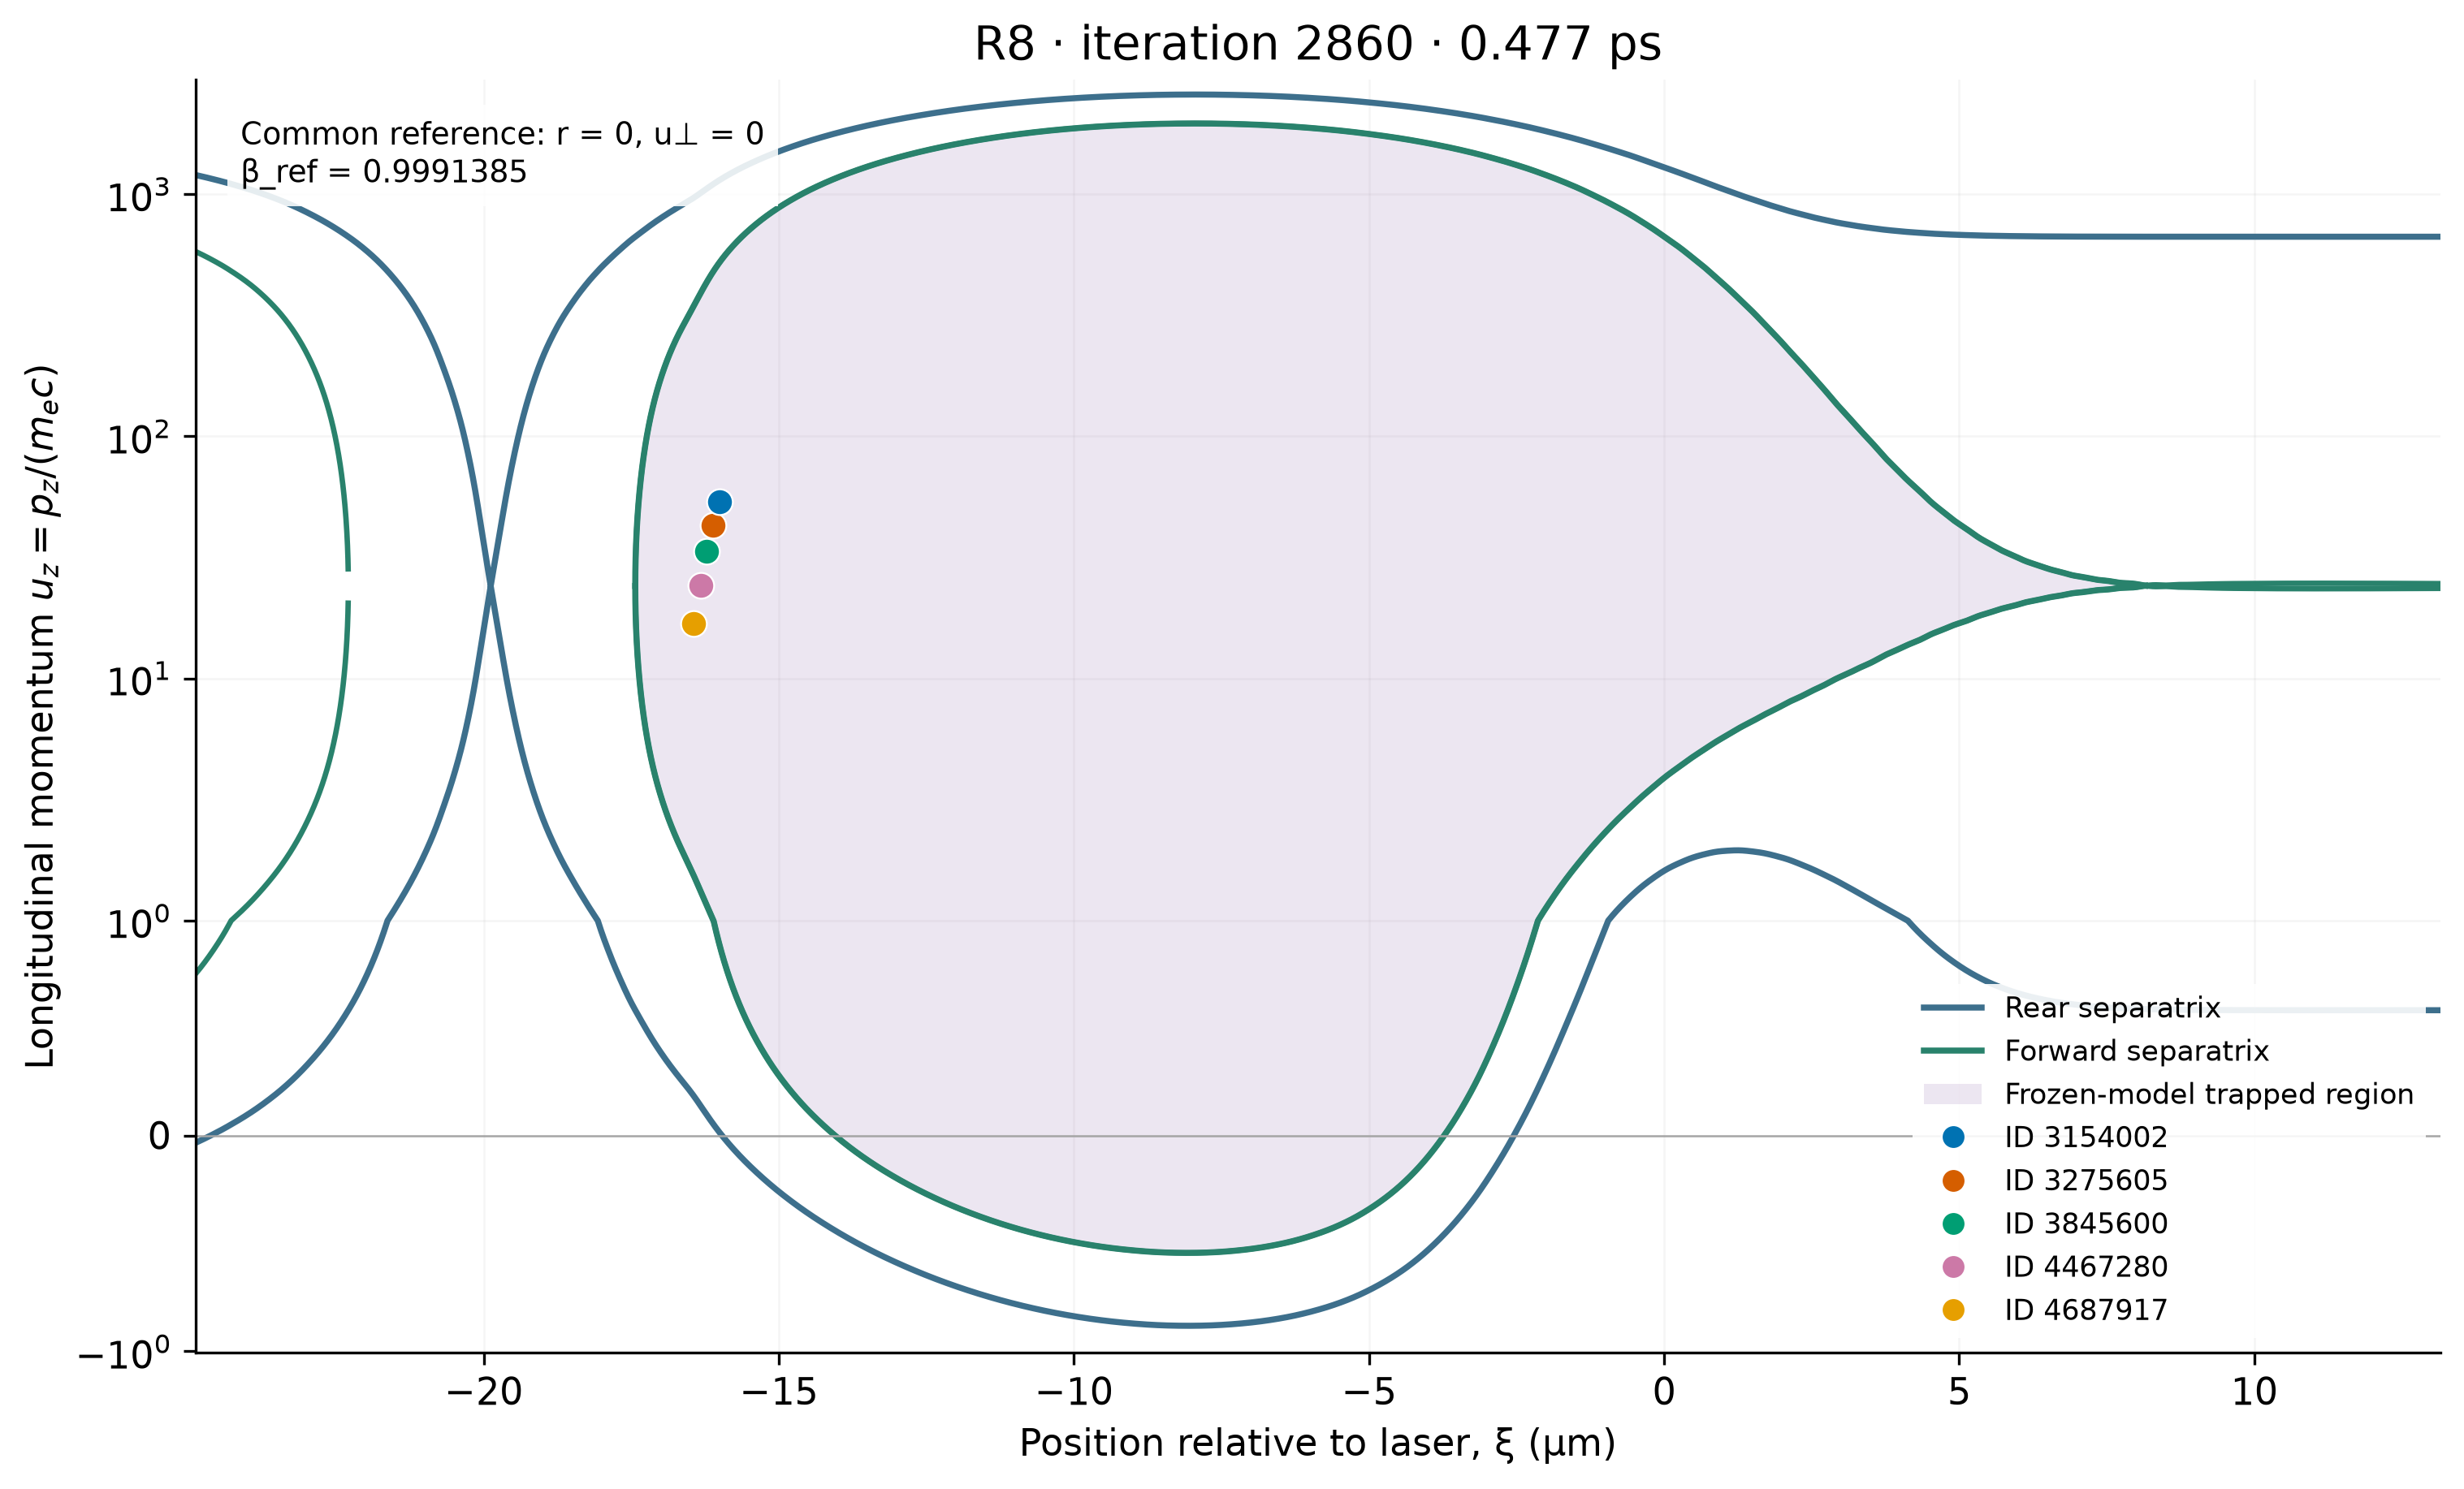 R8 · iteration 2860 · 0.477 ps
Common reference: r = 0, u⊥ = 0
β_ref = 0.9991385
Longitudinal momentum u_z = p_z/(m_e c)
10³
10²
10¹
10⁰
0
−10⁰
−20
−15
−10
−5
0
5
10
Position relative to laser, ξ (μm)
Rear separatrix
Forward separatrix
Frozen-model trapped region
ID 3154002
ID 3275605
ID 3845600
ID 4467280
ID 4687917